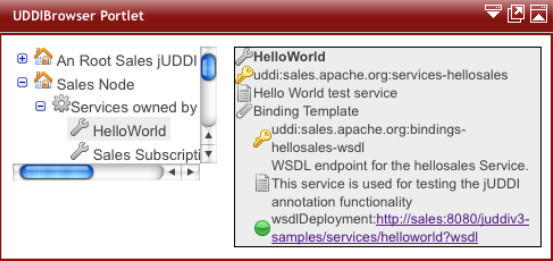 UDDIBrowser Portlet
An Root Sales jUDDI
Sales Node
Services owned by
HelloWorld
Sales Subscripti
HelloWorld
uddi:sales.apache.org:services-hellosales
Hello World test service
Binding Template
uddi:sales.apache.org:bindings-
hellosales-wsdl
WSDL endpoint for the hellosales Service.
This service is used for testing the jUDDI
annotation functionality
wsdlDeployment:http://sales:8080/juddiv3-
samples/services/helloworld?wsdl